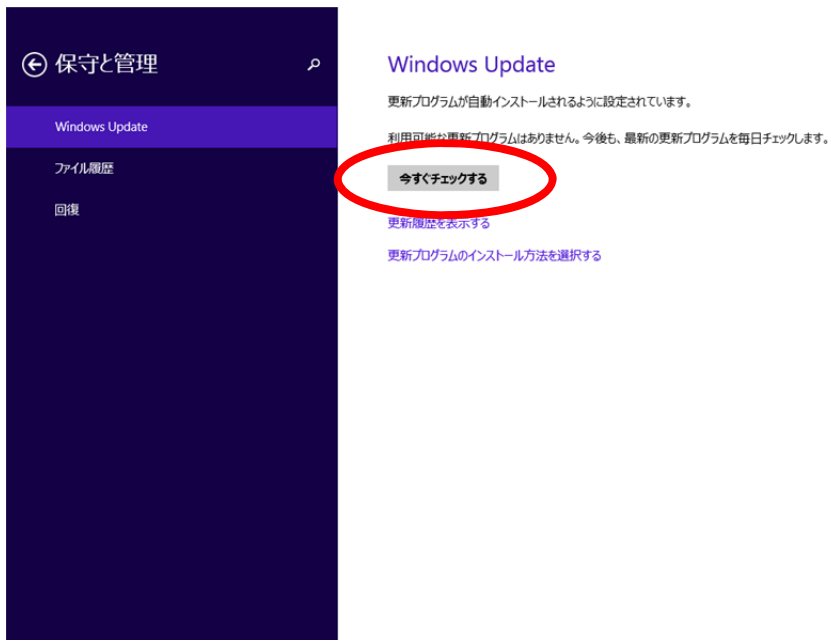 保守と管理
Windows Update
ファイル履歴
回復
Windows Update
更新プログラムが自動インストールされるように設定されています。
利用可能な更新プログラムはありません。今後も、最新の更新プログラムを毎日チェックします。
今すぐチェックする
更新履歴を表示する
更新プログラムのインストール方法を選択する